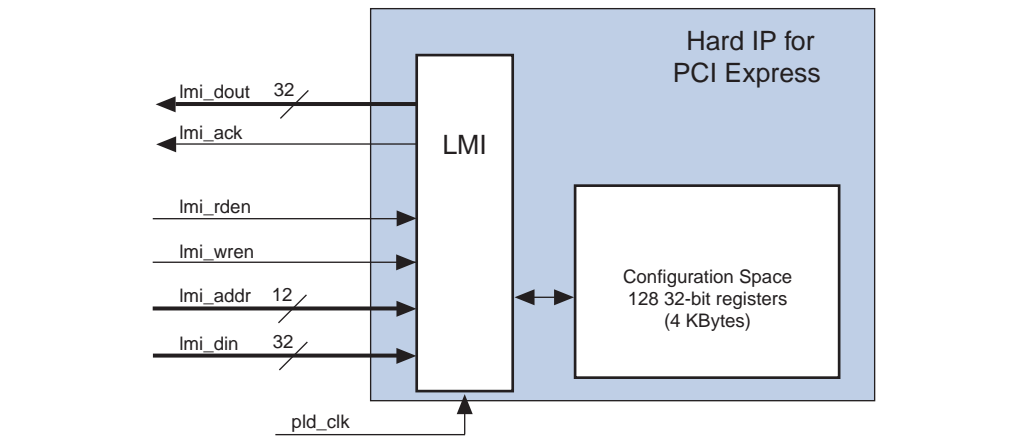 Hard IP for
PCI Express
lmi_dout 32
lmi_ack
LMI
lmi_rden
lmi_wren
lmi_addr 12
lmi_din 32
Configuration Space
128 32-bit registers
(4 KBytes)
pld_clk